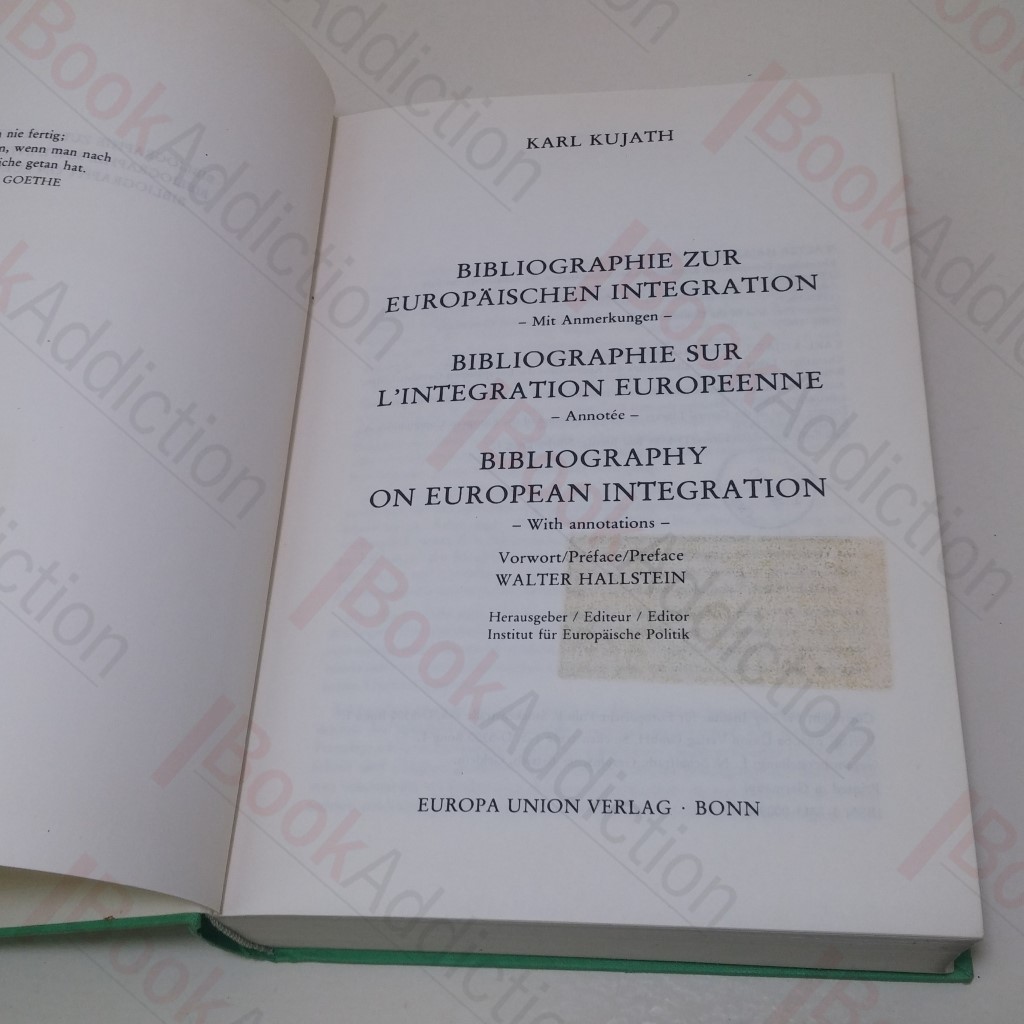 nie fertig;
wenn man nach
getan hat.
GOETHE
KARL KUJATH
BIBLIOGRAPHIE ZUR
EUROPÄISCHEN INTEGRATION
– Mit Anmerkungen –
BIBLIOGRAPHIE SUR
L'INTEGRATION EUROPEENNE
– Annotée –
BIBLIOGRAPHY
ON EUROPEAN INTEGRATION
– With annotations –
Vorwort/Préface/Preface
WALTER HALLSTEIN
Herausgeber / Editeur / Editor
Institut für Europäische Politik
EUROPA UNION VERLAG · BONN
BookAddiction